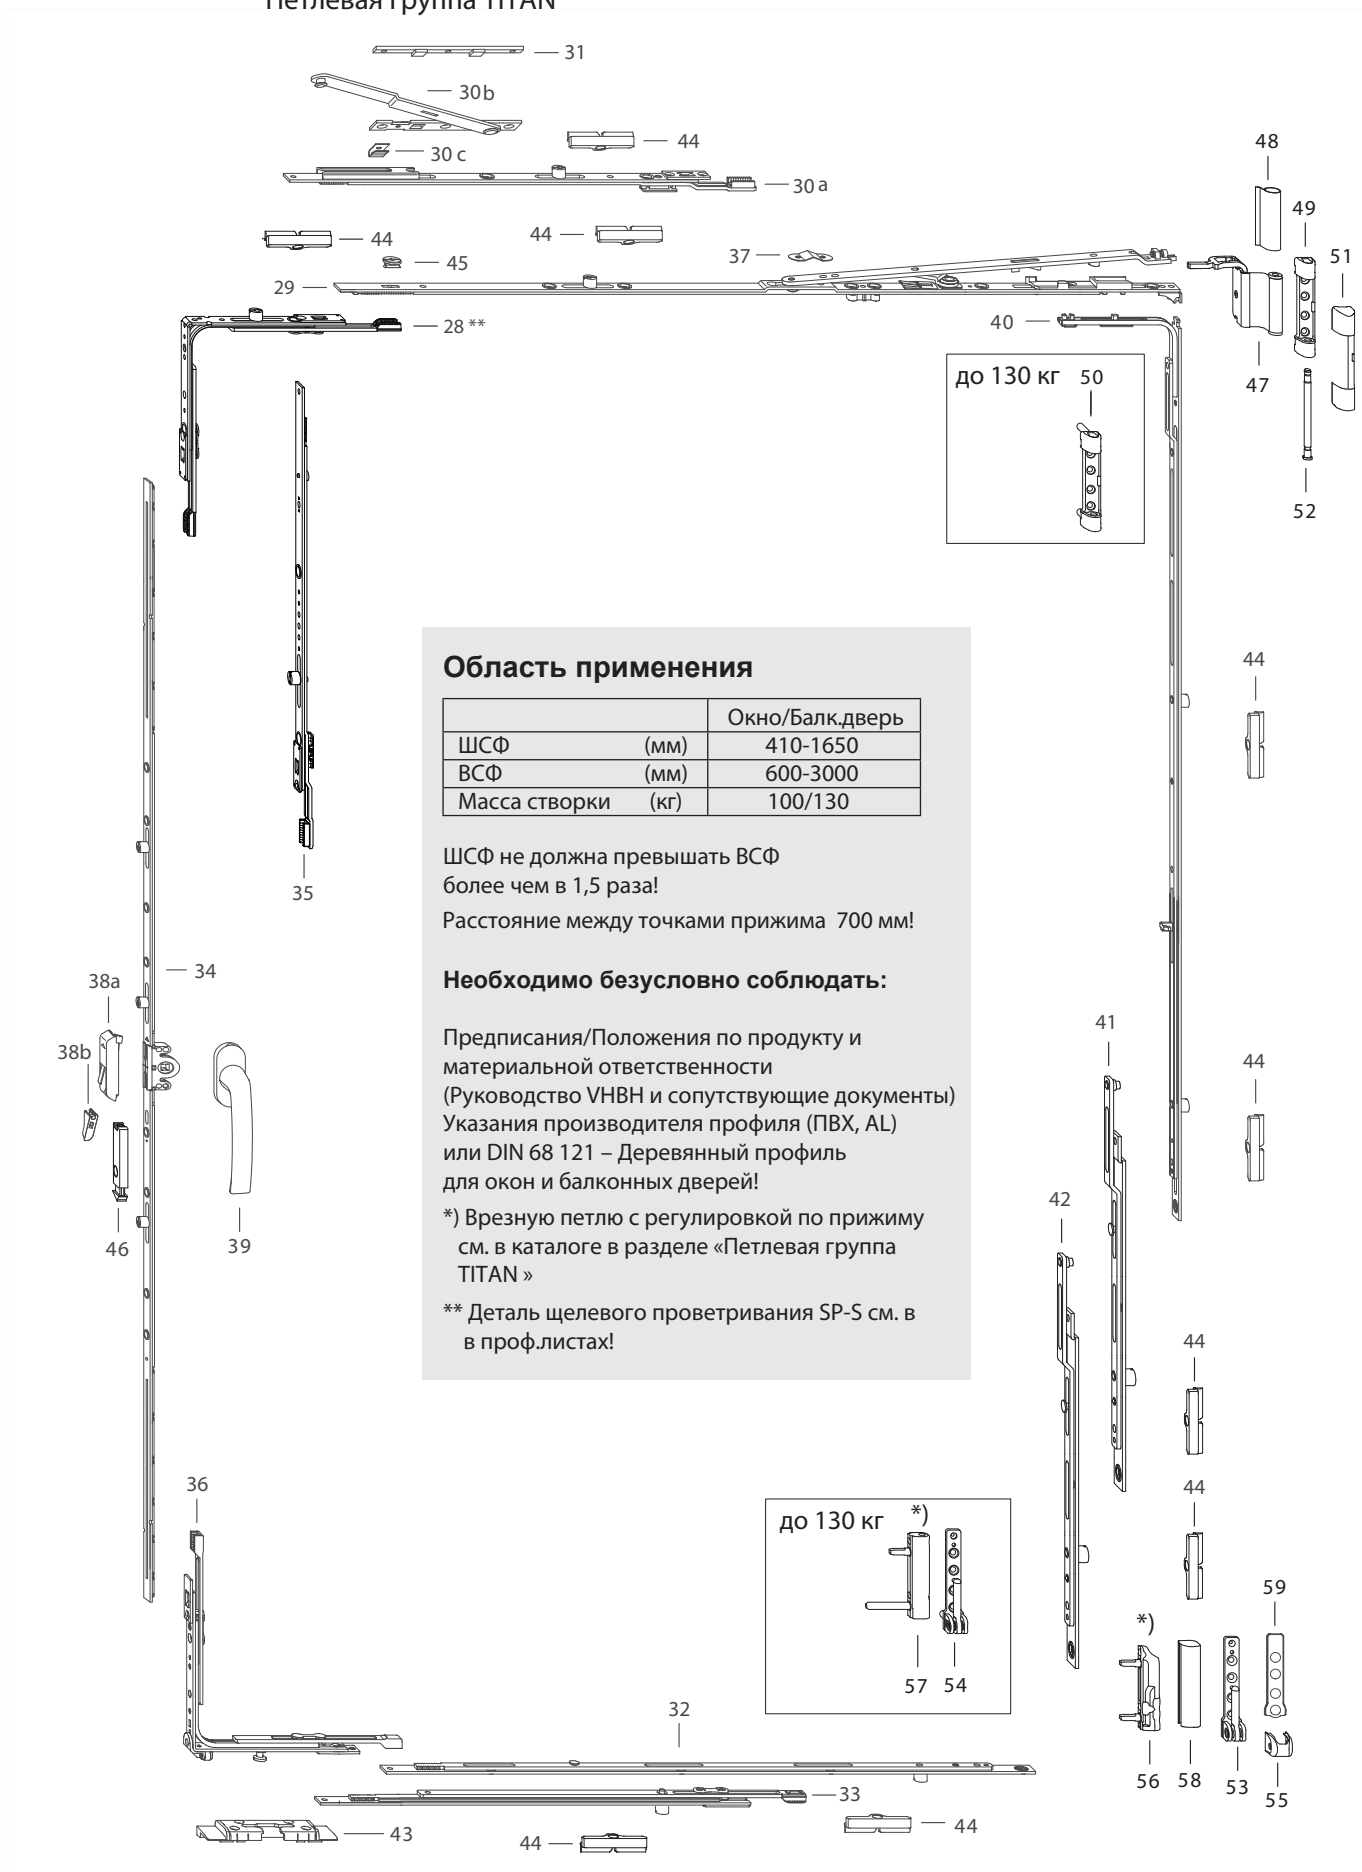 Петлевая группа TITAN
31
30b
44
30 c
30 a
48
49
51
44
44
45
37
29
28 **
40
47
52
до 130 кг 50
35
34
38a
38b
46
39
Область применения
Окно/Балк.дверь
ШСФ (мм) 410-1650
ВСФ (мм) 600-3000
Масса створки (кг) 100/130
ШСФ не должна превышать ВСФ
более чем в 1,5 раза!
Расстояние между точками прижима 700 мм!
Необходимо безусловно соблюдать:
Предписания/Положения по продукту и
материальной ответственности
(Руководство VHBH и сопутствующие документы)
Указания производителя профиля (ПВХ, AL)
или DIN 68 121 – Деревянный профиль
для окон и балконных дверей!
*) Врезную петлю с регулировкой по прижиму
см. в каталоге в разделе «Петлевая группа
TITAN »
** Деталь щелевого проветривания SP-S см. в
в проф.листах!
44
44
41
42
44
44
36
до 130 кг *)
57 54
59
*)
56 58 53 55
32
33
43
44
44